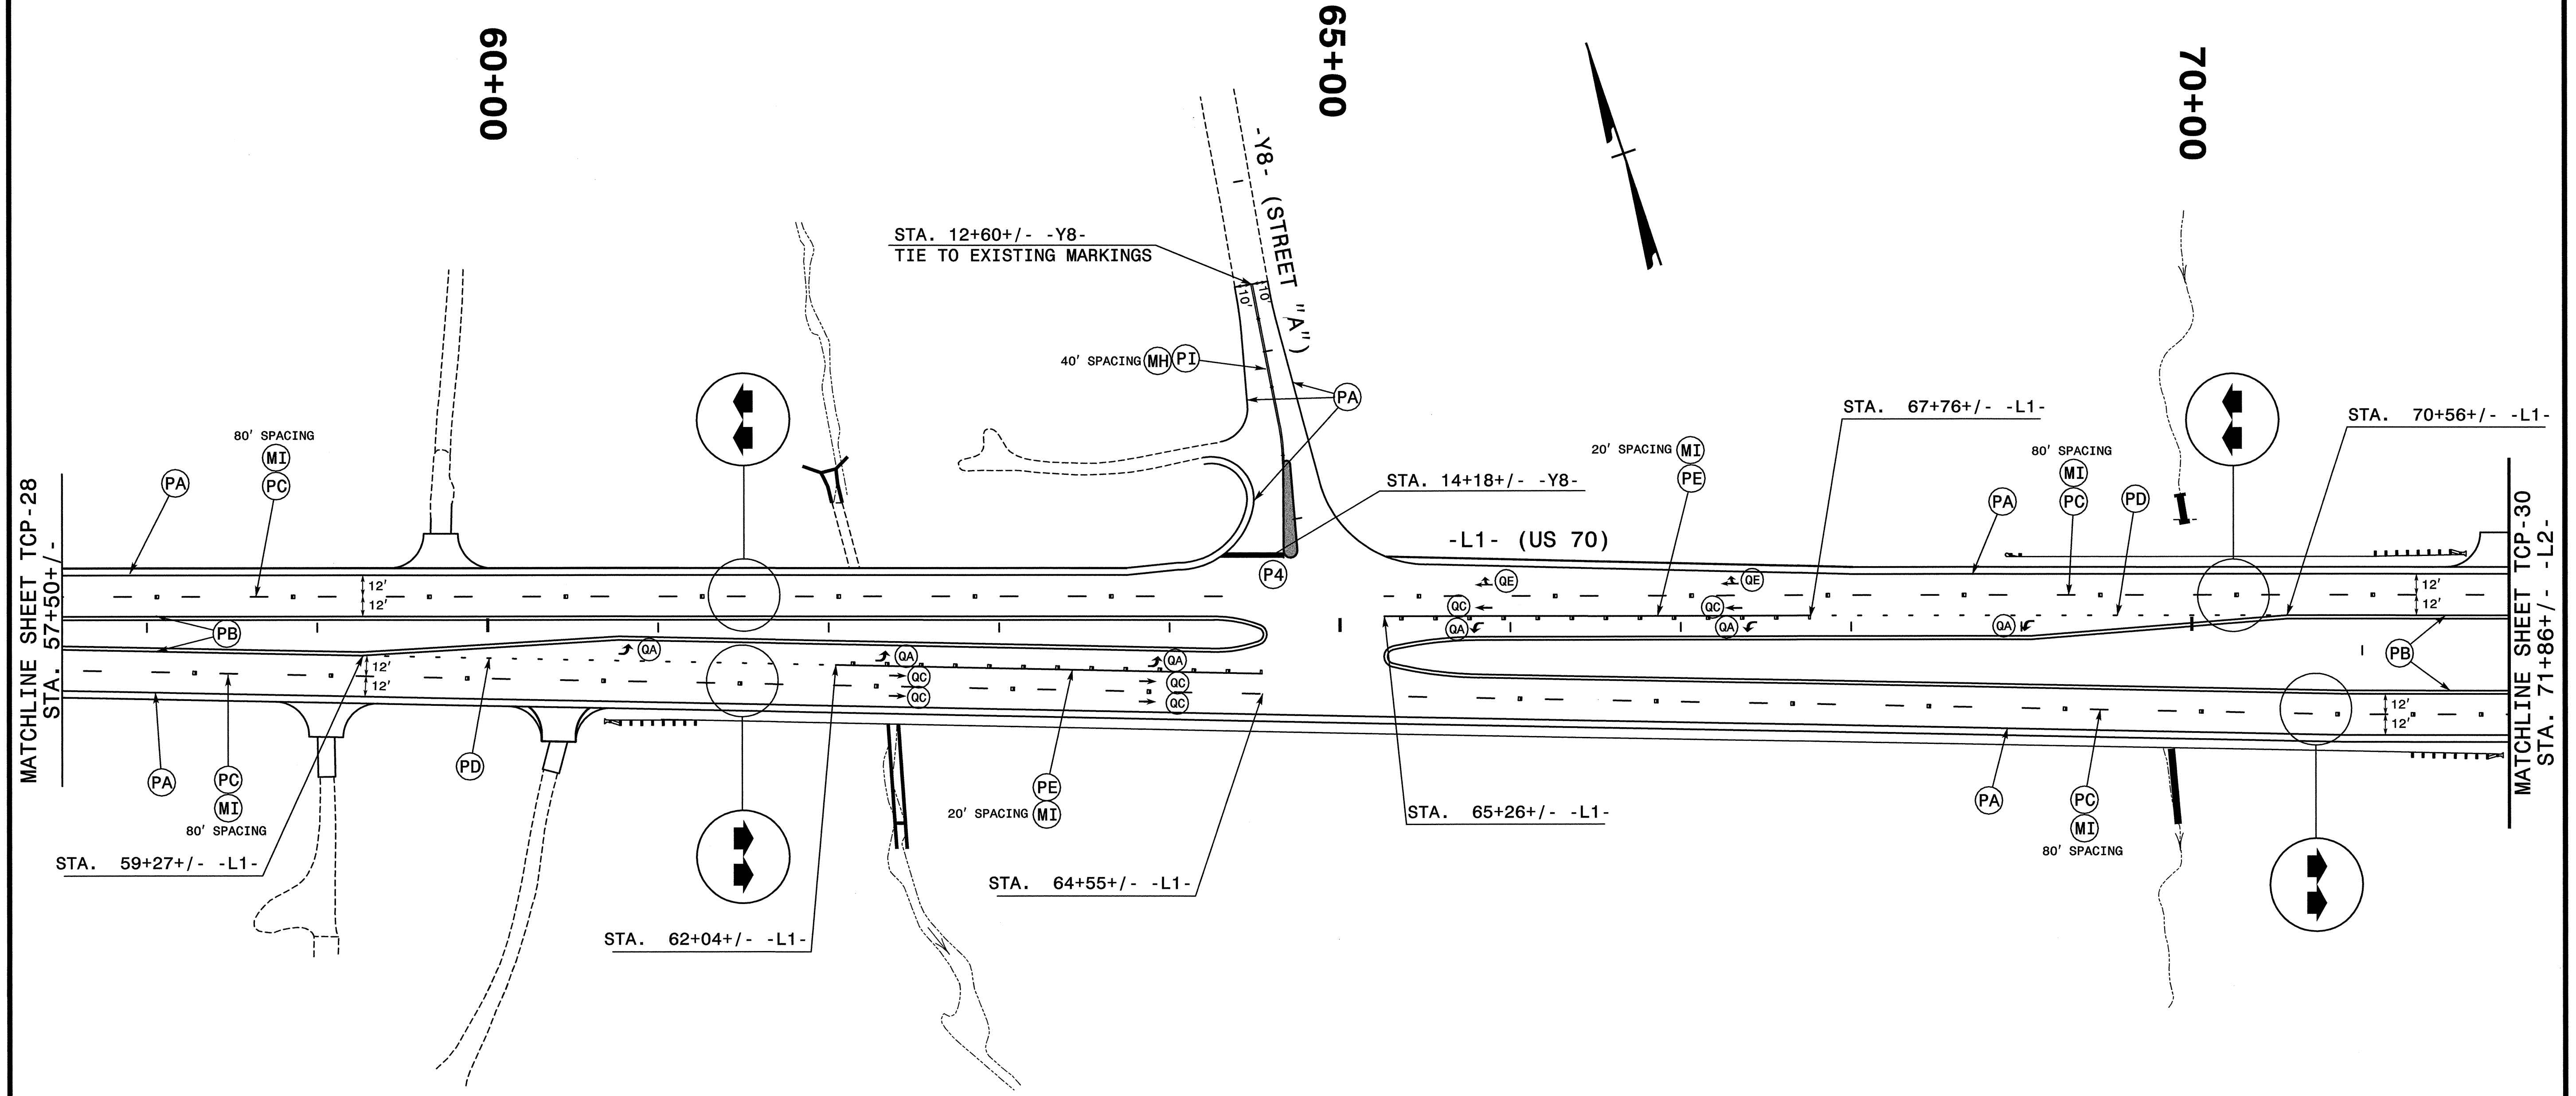 60+00
65+00
70+00
-Y8- (STREET "A")
STA. 12+60+/- -Y8-
TIE TO EXISTING MARKINGS
10'
10'
40' SPACING MH PI
PA
STA. 67+76+/- -L1-
STA. 70+56+/- -L1-
80' SPACING
MI
PC
PA
20' SPACING MI
PE
80' SPACING
MI
PC
PD
PA
STA. 14+18+/- -Y8-
-L1- (US 70)
P4
MATCHLINE SHEET TCP-28
STA. 57+50+/-
MATCHLINE SHEET TCP-30
STA. 71+86+/- -L2-
12'
12'
QE
QE
QC
QC
12'
12'
PB
QA
QA
QA
QA
QA
QA
PB
12'
12'
QC
QC
QC
QC
12'
12'
PA
PC
MI
80' SPACING
PD
PE
20' SPACING MI
STA. 65+26+/- -L1-
PA
PC
MI
80' SPACING
STA. 59+27+/- -L1-
STA. 64+55+/- -L1-
STA. 62+04+/- -L1-